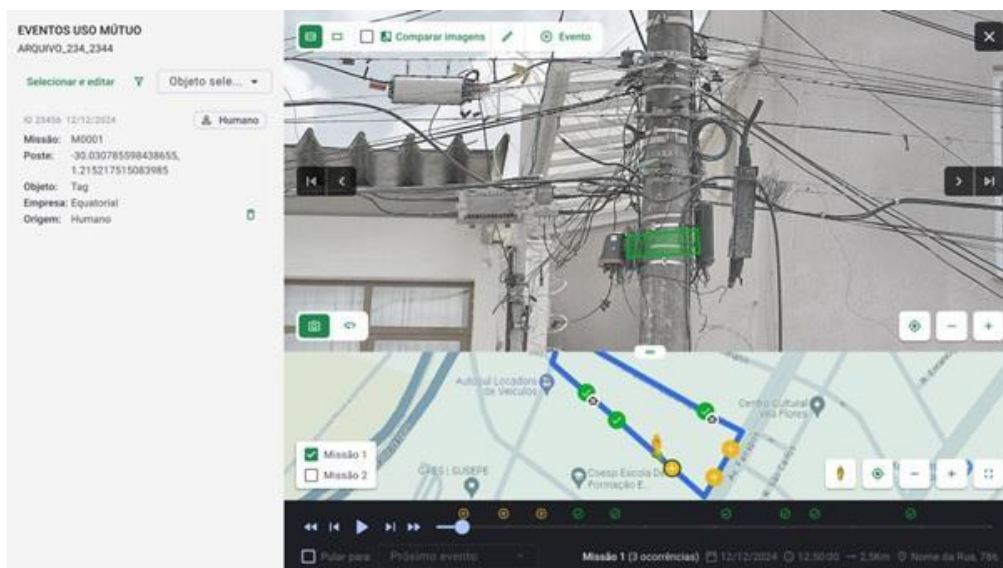 EVENTOS USO MÚTUO
ARQUIVO_234_2344
Selecionar e editar
Objeto sele...
ID 23456 12/12/2024
Humano
Missão: M0001
Poste: -30.030785598438655,
1.215217515083985
Objeto: Tag
Empresa: Equatorial
Origem: Humano
Comparar imagens
Evento
Autosul Locadora
de Veículos
Centro Cultural
Vila Flores
Missão 1
Missão 2
| SUSEPE
Coesp Escola De
Formação E...
Pular para:
Próximo evento
Missão 1 (3 ocorrências) 12/12/2024 12:50:00 2,5Km Nome da Rua, 786